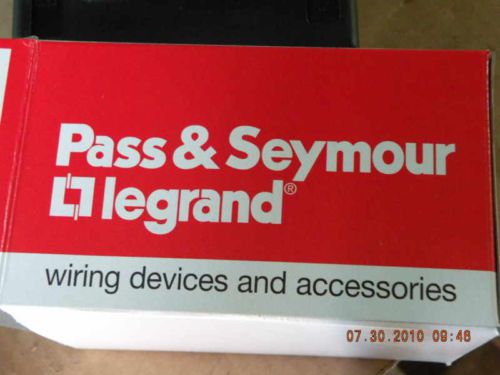 Pass & Seymour
legrand®
wiring devices and accessories
07.30.2010 09:46